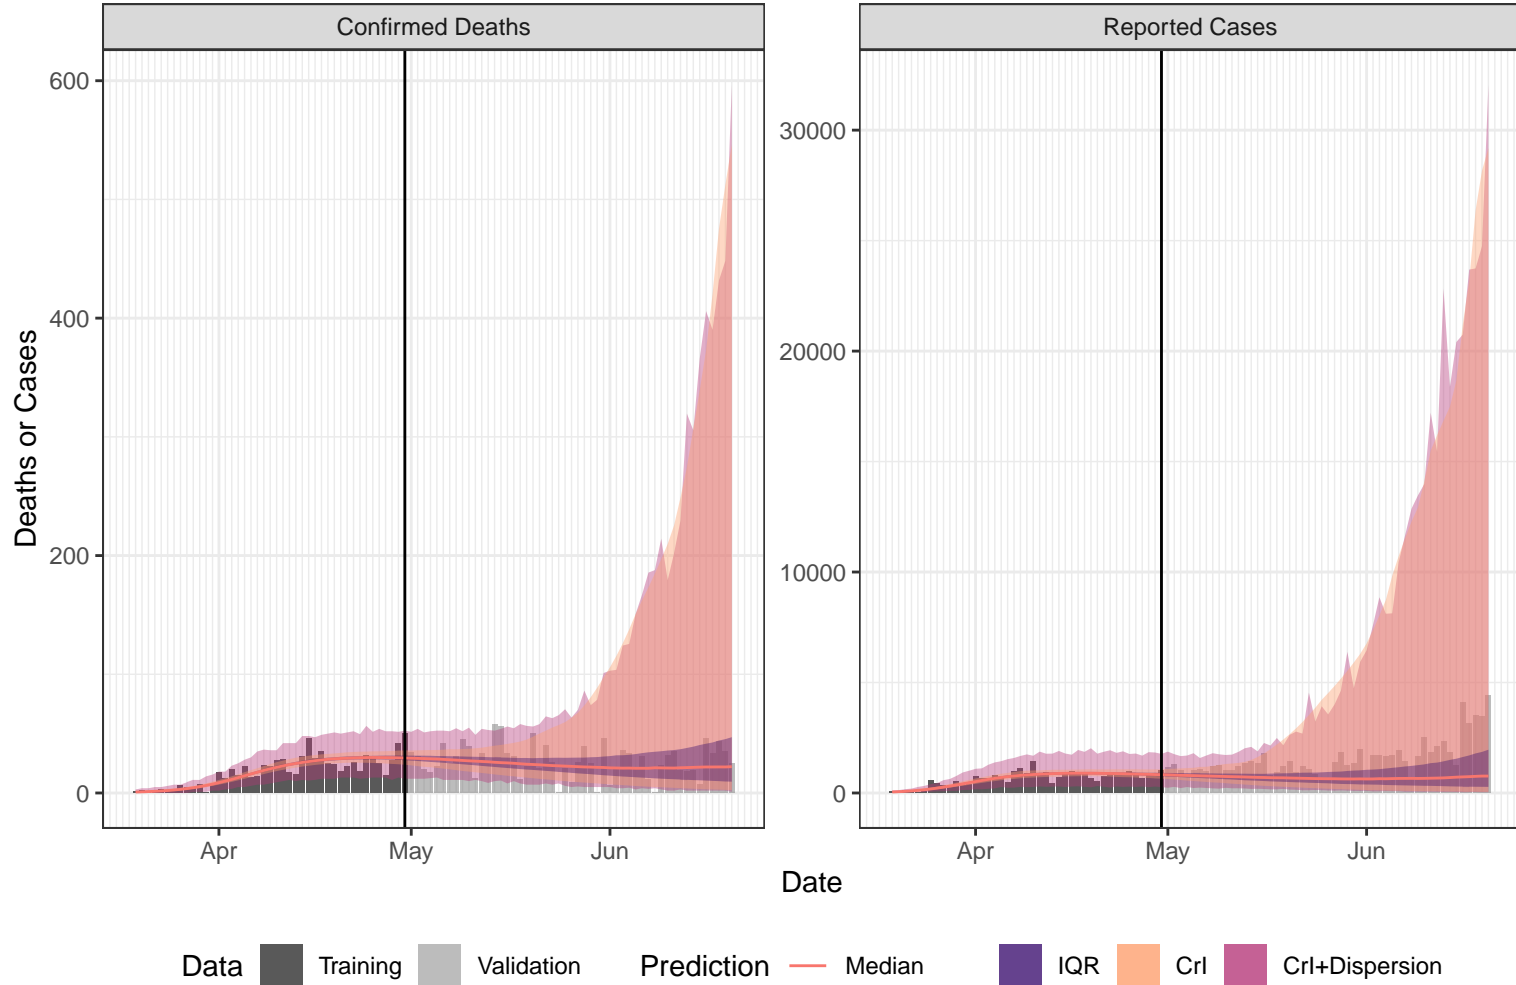 Confirmed Deaths
Reported Cases
Deaths or Cases
600
400
200
0
30000
20000
10000
0
Apr
May
Jun
Apr
May
Jun
Date
Data Training Validation Prediction Median IQR CrI CrI+Dispersion